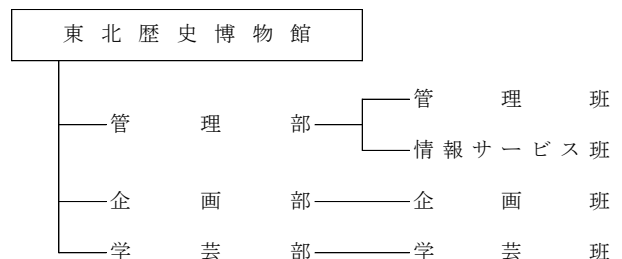 東北歴史博物館
管理班
管理部
情報サービス班
企画部 企画班
学芸部 学芸班